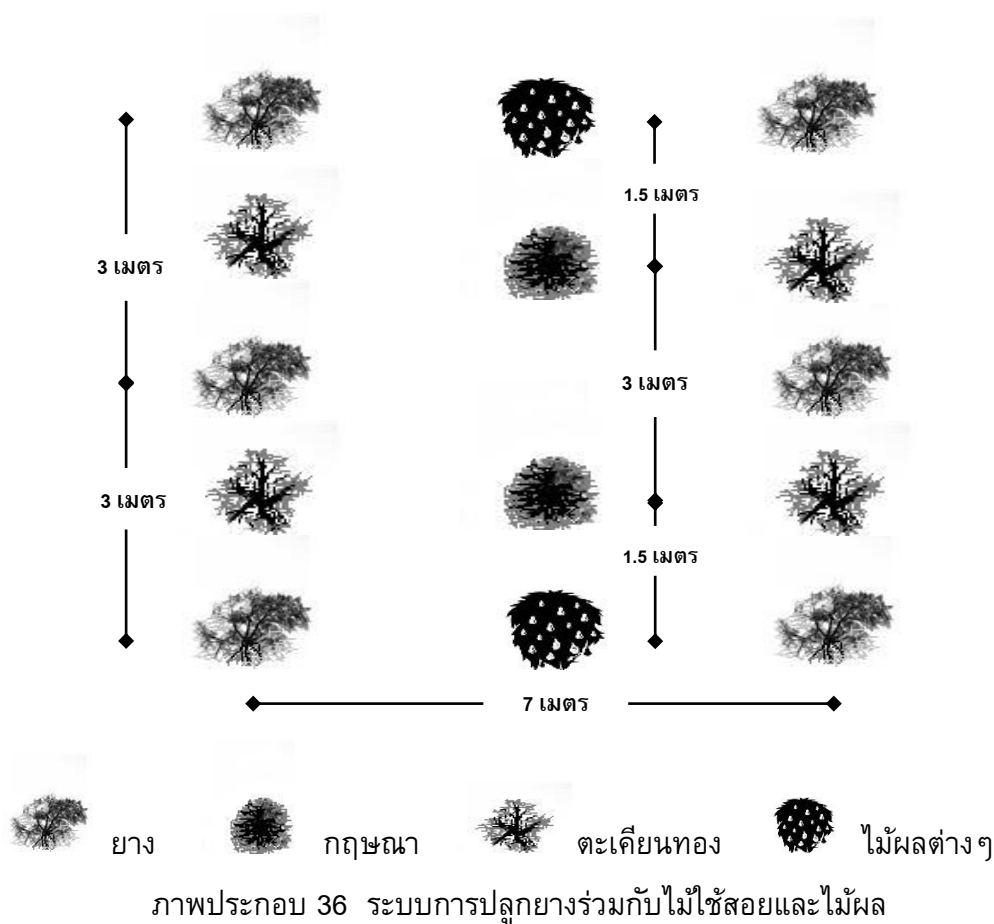 1.5 เมตร
3 เมตร
3 เมตร
3 เมตร
1.5 เมตร
7 เมตร
ยาง กฤษณา ตะเคียนทอง ไม้ผลต่างๆ
ภาพประกอบ 36 ระบบการปลูกยางร่วมกับไม้ใช้สอยและไม้ผล